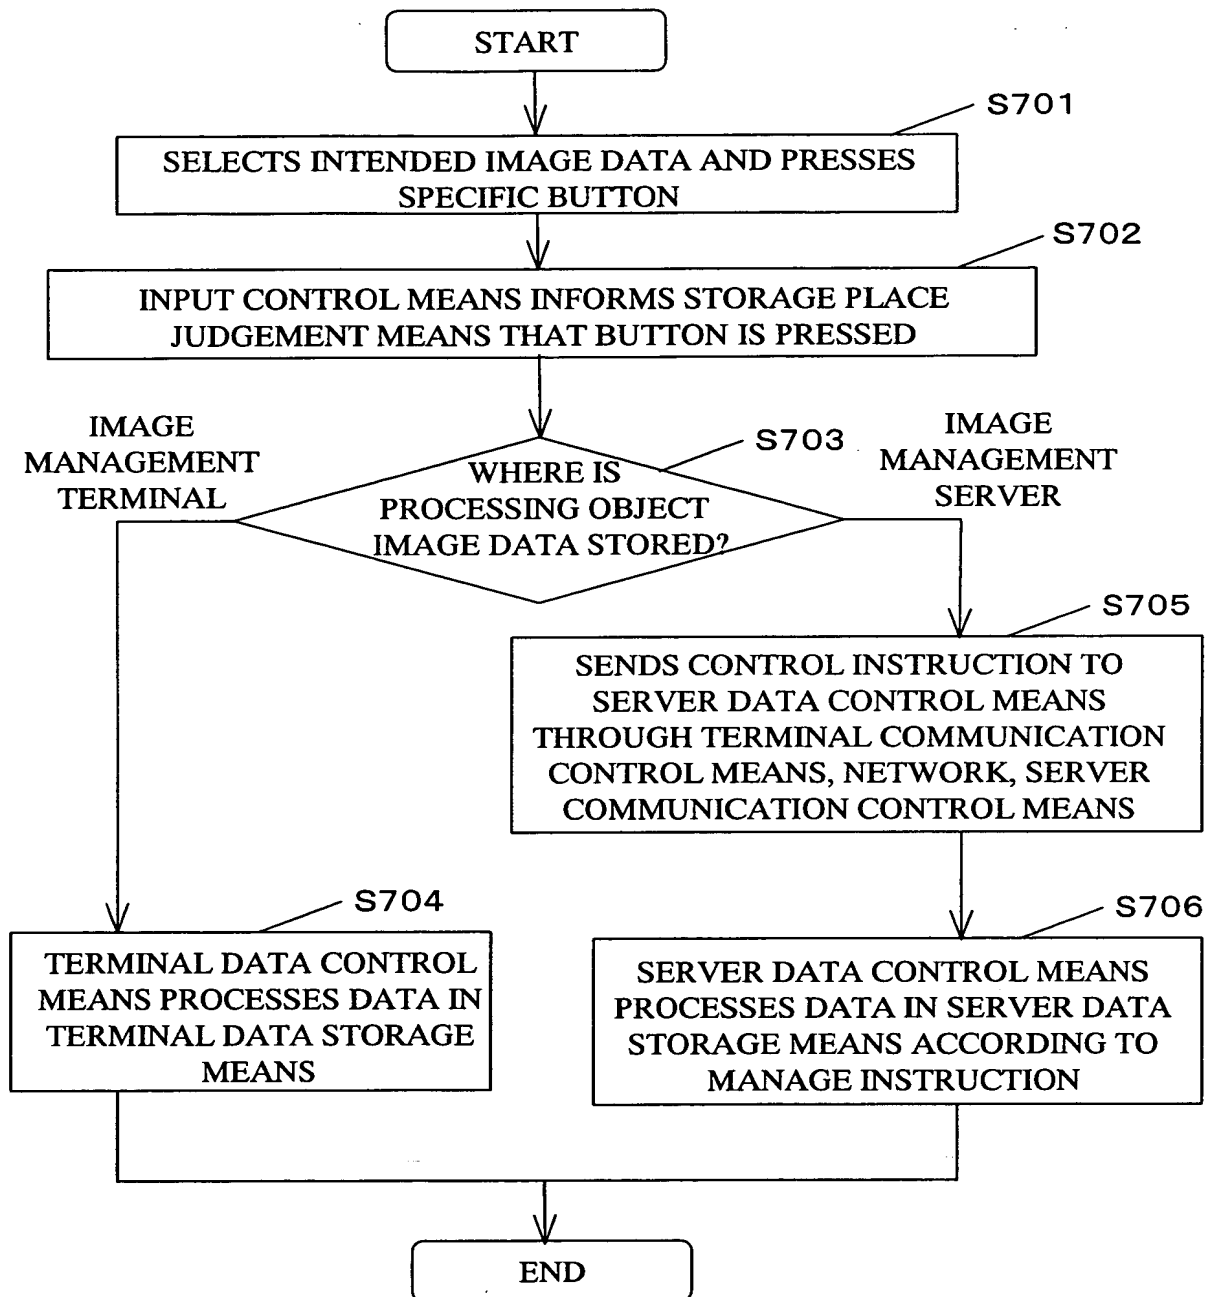 START
S701
SELECTS INTENDED IMAGE DATA AND PRESSES
SPECIFIC BUTTON
S702
INPUT CONTROL MEANS INFORMS STORAGE PLACE
JUDGEMENT MEANS THAT BUTTON IS PRESSED
IMAGE
MANAGEMENT
TERMINAL
S703
WHERE IS
PROCESSING OBJECT
IMAGE DATA STORED?
IMAGE
MANAGEMENT
SERVER
S705
SENDS CONTROL INSTRUCTION TO
SERVER DATA CONTROL MEANS
THROUGH TERMINAL COMMUNICATION
CONTROL MEANS, NETWORK, SERVER
COMMUNICATION CONTROL MEANS
S704
TERMINAL DATA CONTROL
MEANS PROCESSES DATA IN
TERMINAL DATA STORAGE
MEANS
S706
SERVER DATA CONTROL MEANS
PROCESSES DATA IN SERVER DATA
STORAGE MEANS ACCORDING TO
MANAGE INSTRUCTION
END